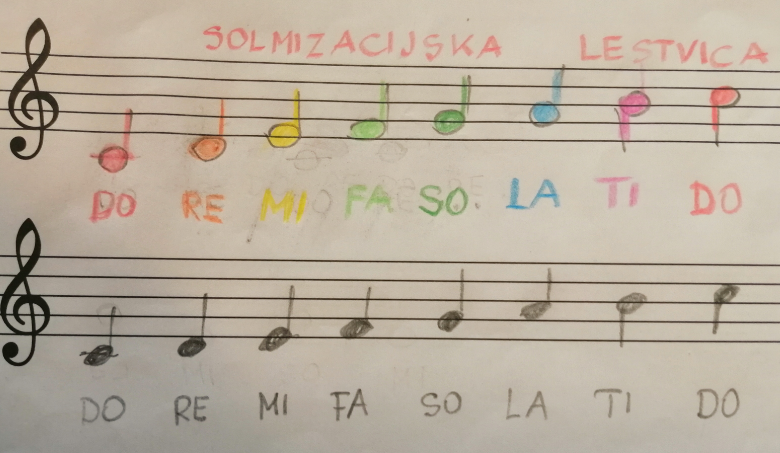 SOLMIZACIJSKA LESTVICA
DO RE MI FA SO LA TI DO
DO RE MI FA SO LA TI DO